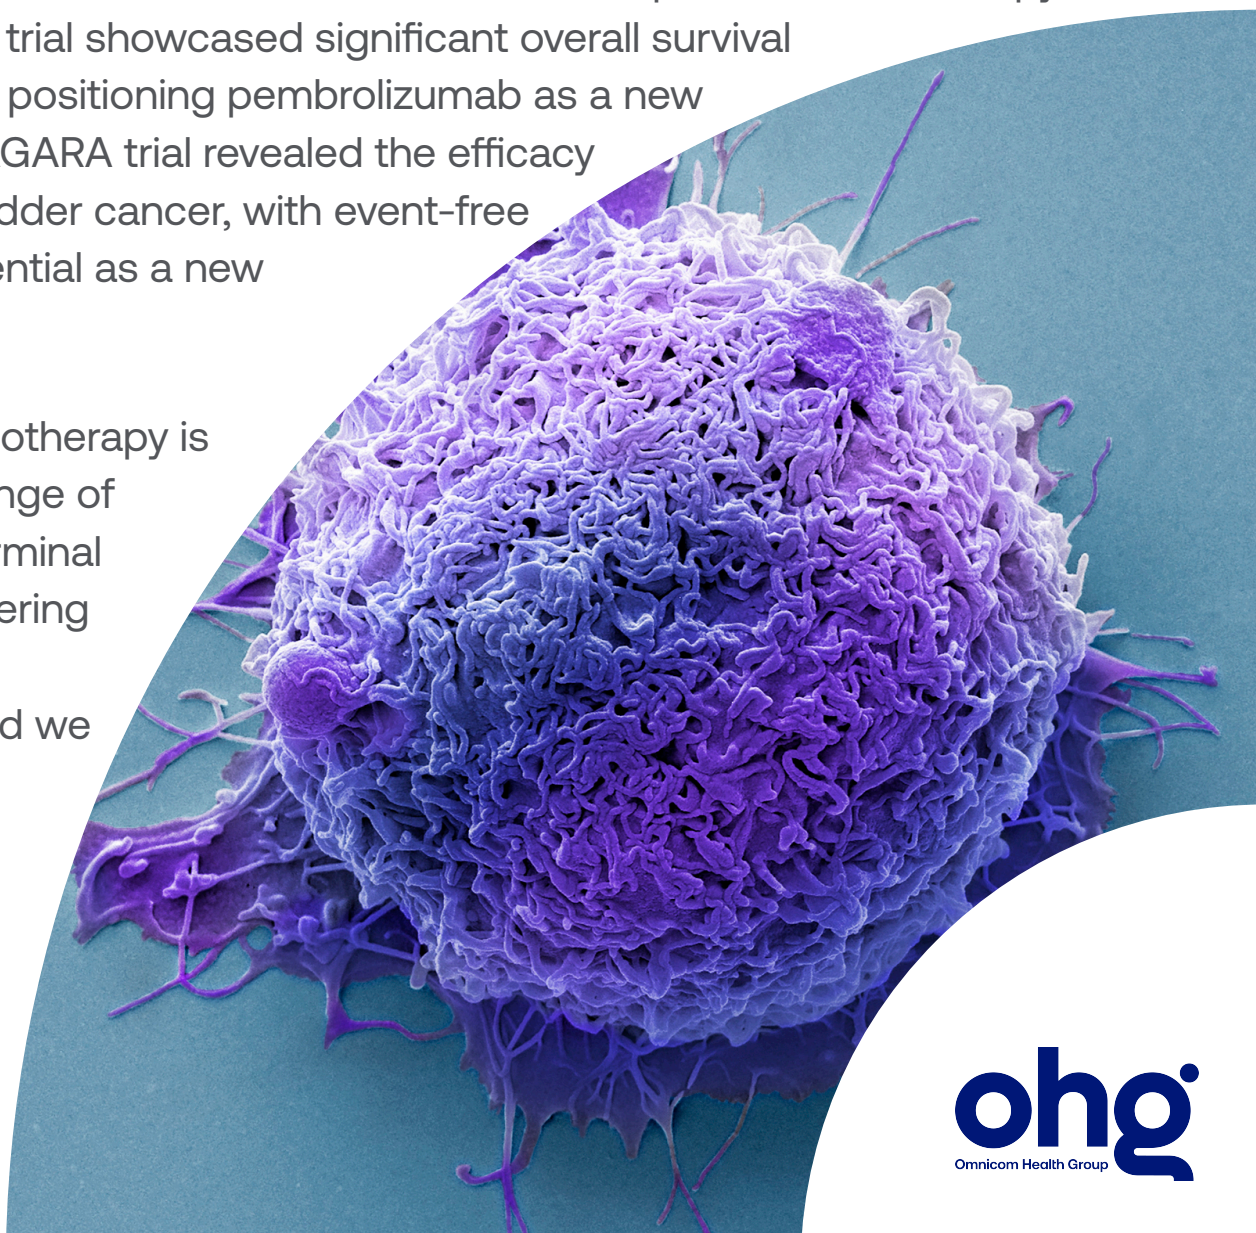 trial showcased significant overall survival
positioning pembrolizumab as a new
GARA trial revealed the efficacy
dder cancer, with event-free
ential as a new
otherapy is
nge of
rminal
ering
d we
ohg
Omnicom Health Group